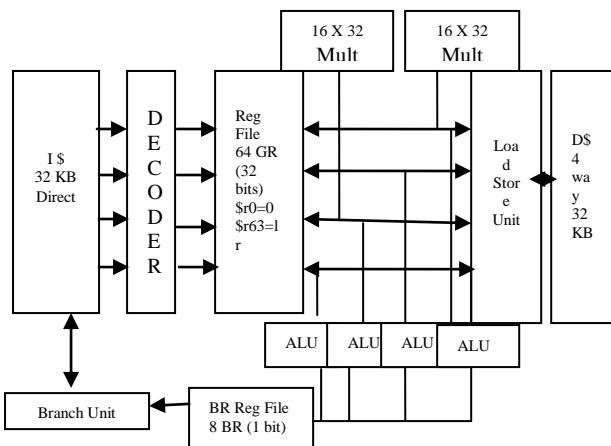 16 X 32
Mult
16 X 32
Mult
I $
32 KB
Direct
D
E
C
O
D
E
R
Reg
File
64 GR
(32
bits)
$r0=0
$r63=l
r
Loa
d
Stor
e
Unit
D$
4
wa
y
32
KB
ALU
ALU
ALU
ALU
Branch Unit
BR Reg File
8 BR (1 bit)